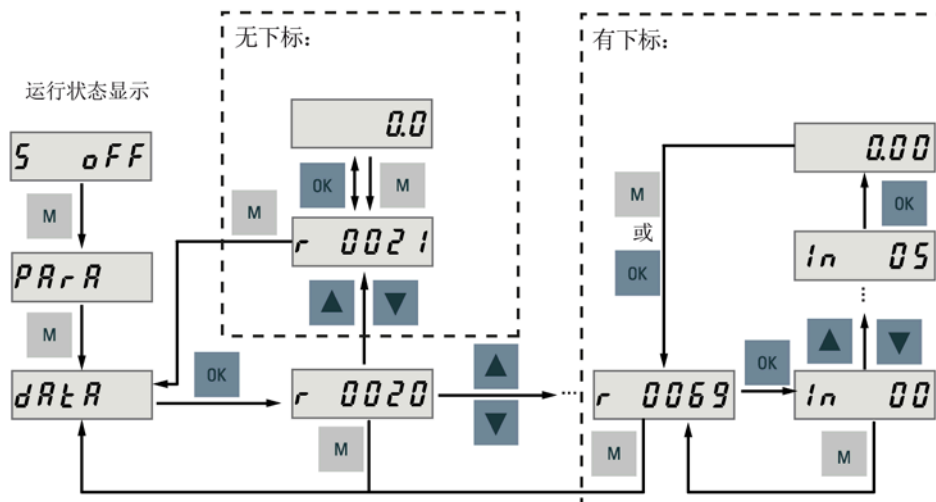 无下标：
有下标：
运行状态显示
S oFF
0.0
0.00
M
OK
M
M
OK
M
或
OK
r 0021
In 05
PArA
M
...
OK
dAtA
r 0020
...
r 0069
OK
In 00
M
M
M